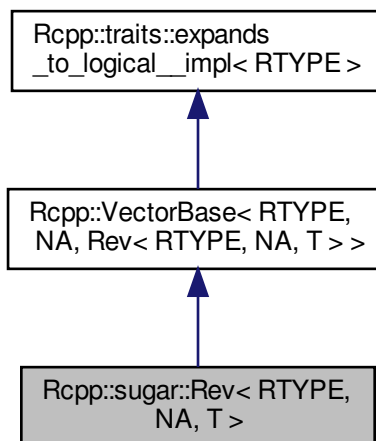 Rcpp::traits::expands
_to_logical__impl< RTYPE >
Rcpp::VectorBase< RTYPE,
NA, Rev< RTYPE, NA, T > >
Rcpp::sugar::Rev< RTYPE,
NA, T >